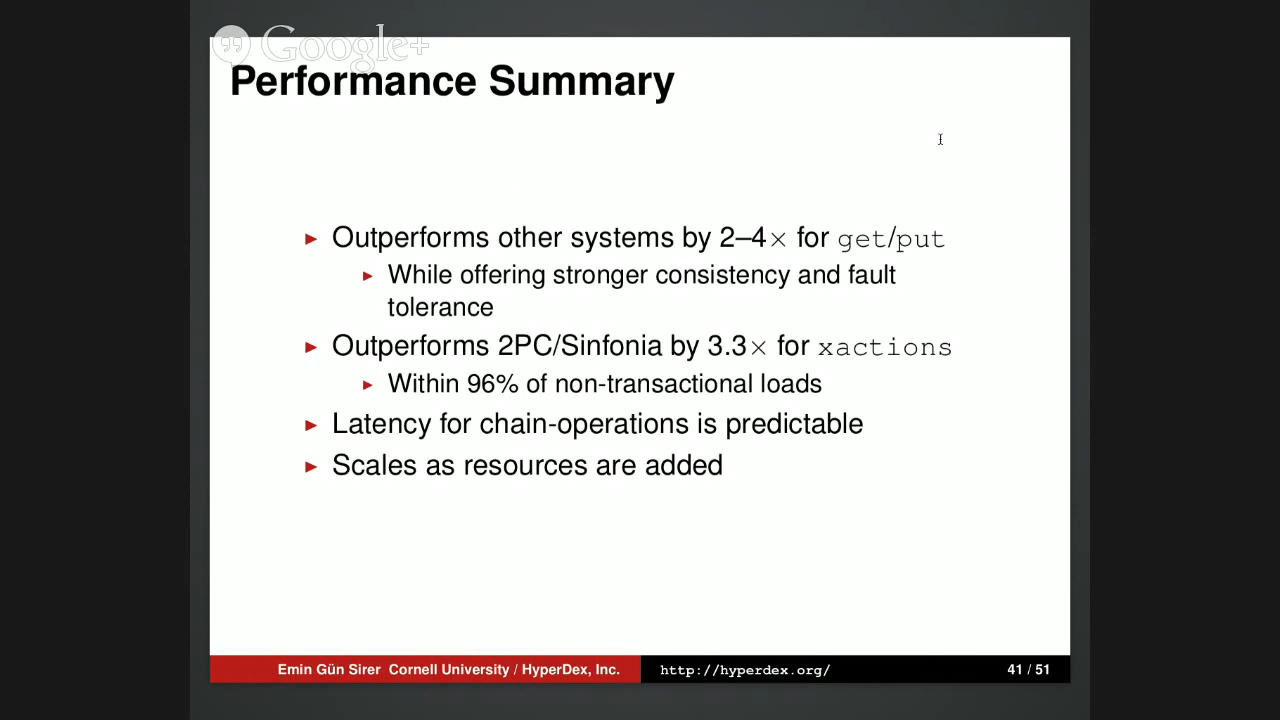 Google+
Performance Summary
Outperforms other systems by 2–4× for get/put
While offering stronger consistency and fault
tolerance
Outperforms 2PC/Sinfonia by 3.3× for xactions
Within 96% of non-transactional loads
Latency for chain-operations is predictable
Scales as resources are added
Emin Gün Sirer Cornell University / HyperDex, Inc. http://hyperdex.org/ 41 / 51